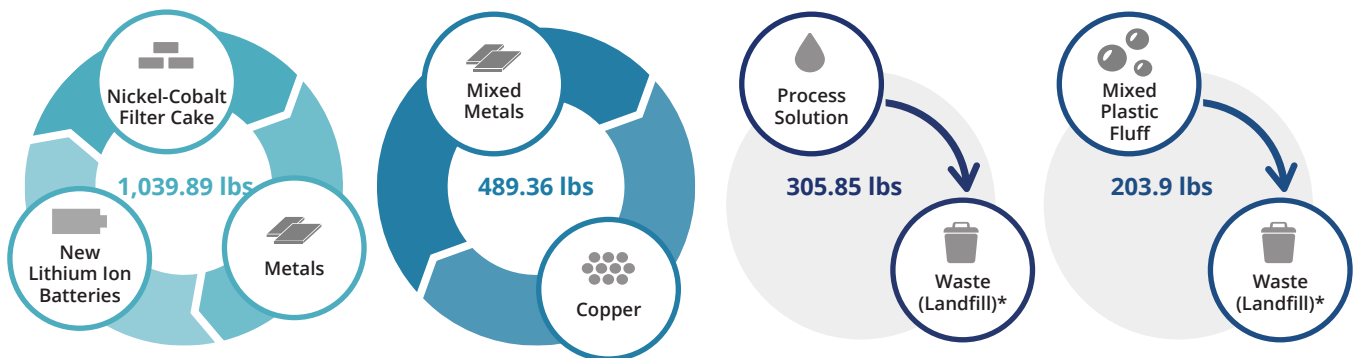 Nickel-Cobalt
Filter Cake
1,039.89 lbs
New
Lithium Ion
Batteries
Metals
Mixed
Metals
489.36 lbs
Copper
Process
Solution
305.85 lbs
Waste
(Landfill)*
Mixed
Plastic
Fluff
203.9 lbs
Waste
(Landfill)*